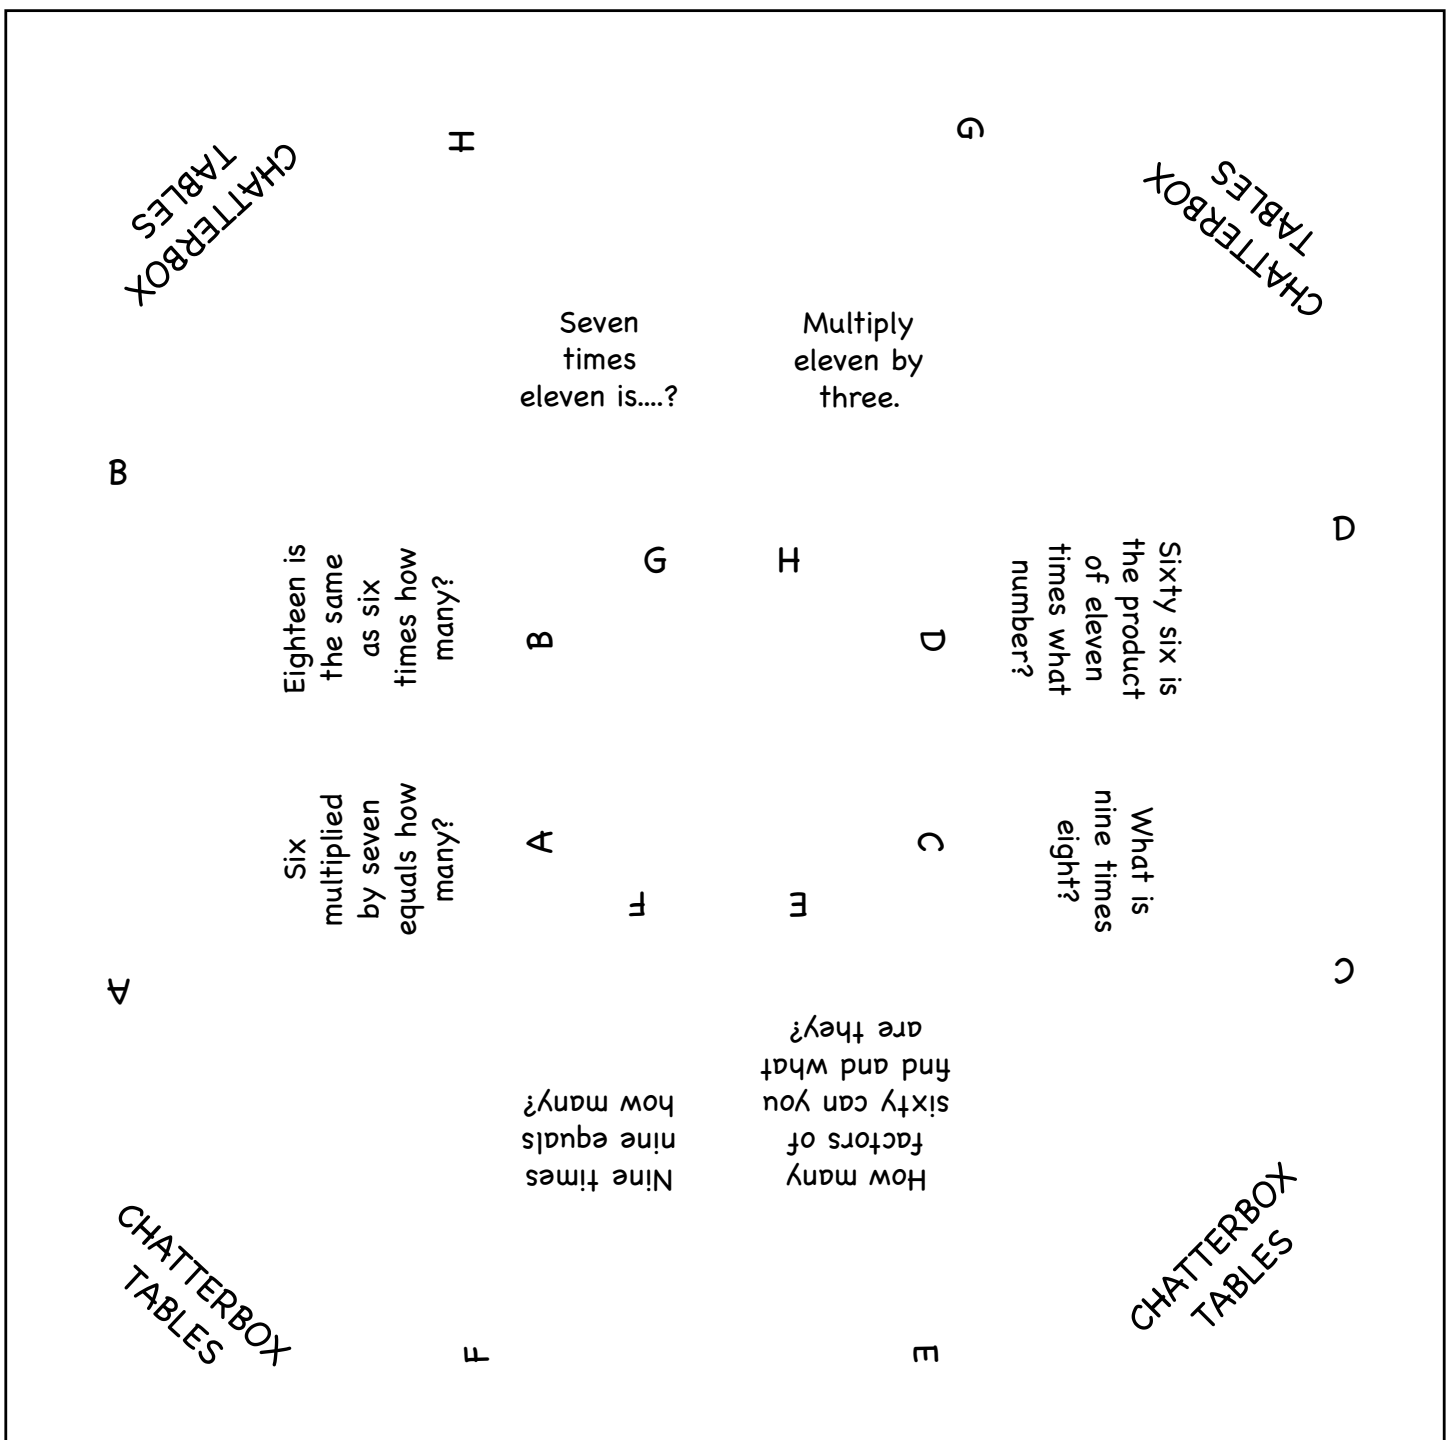 H
G
CHATTERBOX
TABLES
CHATTERBOX
TABLES
Seven
times
eleven is....?
Multiply
eleven by
three.
B
D
Eighteen is
the same
as six
times how
many?
G
H
B
D
Sixty six is
the product
of eleven
times what
number?
Six
multiplied
by seven
equals how
many?
A
C
F
E
What is
nine times
eight?
A
C
Nine times
nine equals
how many?
How many
factors of
sixty can you
find and what
are they?
CHATTERBOX
TABLES
CHATTERBOX
TABLES
F
E